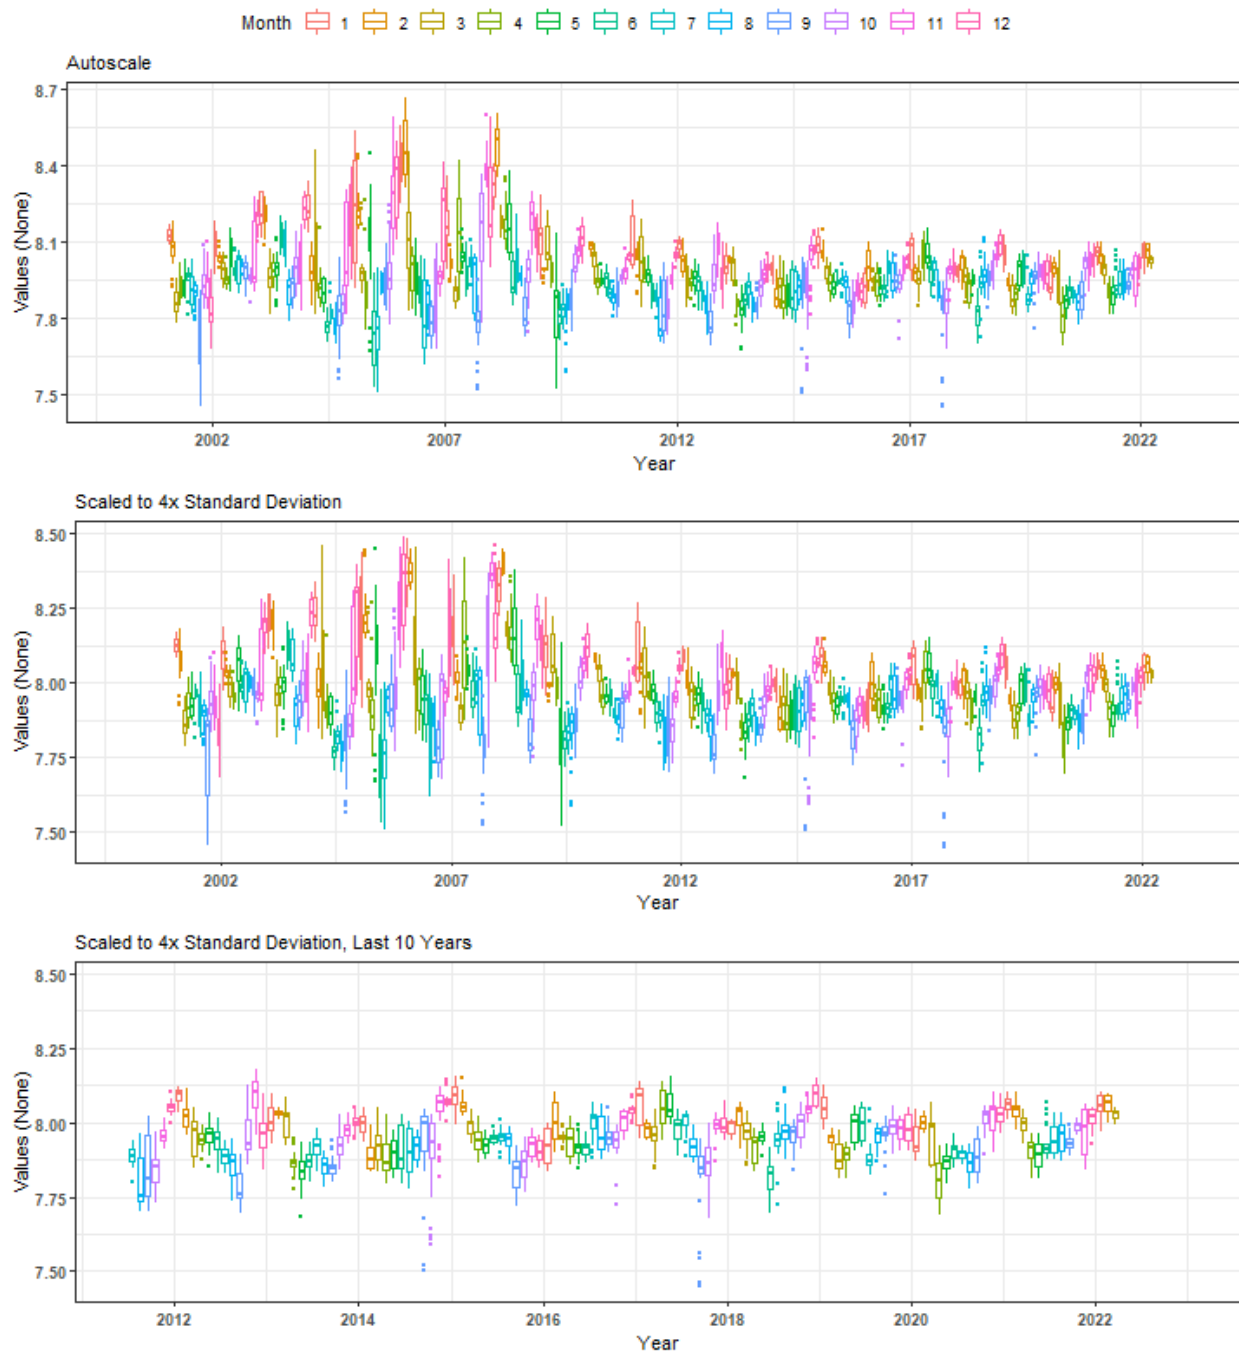 Month 1 2 3 4 5 6 7 8 9 10 11 12
Autoscale
Values (None)
8.7
8.4
8.1
7.8
7.5
2002 2007 2012 2017 2022
Year
Scaled to 4x Standard Deviation
Values (None)
8.50
8.25
8.00
7.75
7.50
2002 2007 2012 2017 2022
Year
Scaled to 4x Standard Deviation, Last 10 Years
Values (None)
8.50
8.25
8.00
7.75
7.50
2012 2014 2016 2018 2020 2022
Year